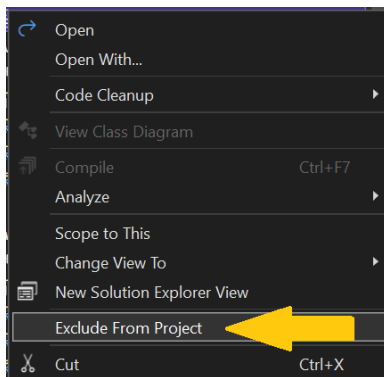 Open
Open With...
Code Cleanup
View Class Diagram
Compile Ctrl+F7
Analyze
Scope to This
Change View To
New Solution Explorer View
Exclude From Project
Cut Ctrl+X